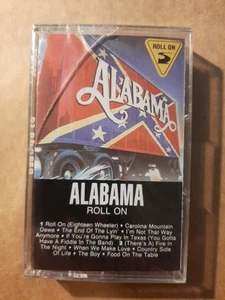 ROLL ON
ALABAMA
ALABAMA
ROLL ON
1 Roll On (Eighteen Wheeler) • Carolina Mountain
Dewe • The End Of The Lyin' • I'm Not That Way
Anymore • If You're Gonna Play In Texas (You Gotta
Have A Fiddle In The Band) 2 (There's A) Fire In
The Night • When We Make Love • Country Side
Of Life • The Boy • Food On The Table